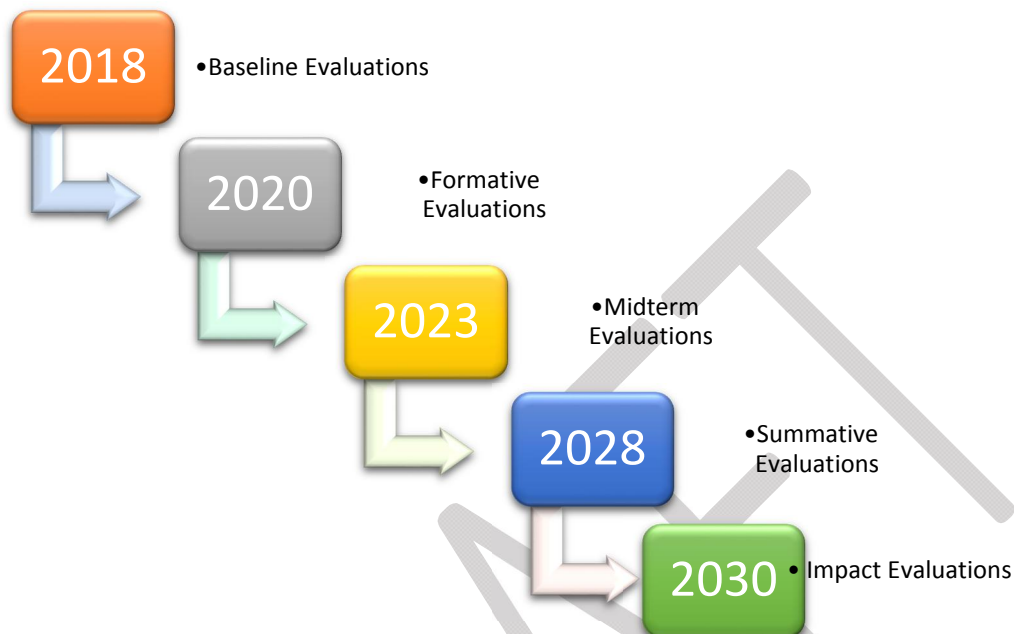 2018
•Baseline Evaluations
2020
•Formative
Evaluations
2023
•Midterm
Evaluations
2028
•Summative
Evaluations
2030
• Impact Evaluations